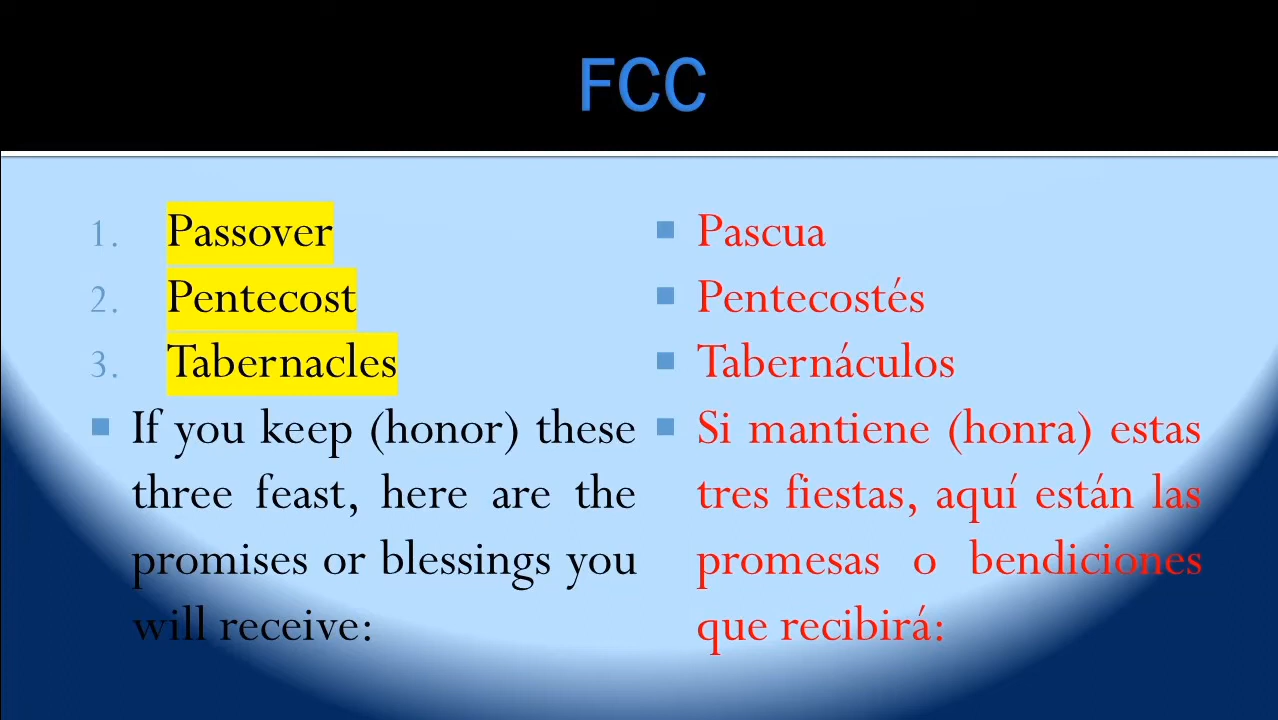 FCC
1. Passover
2. Pentecost
3. Tabernacles
If you keep (honor) these
three feast, here are the
promises or blessings you
will receive:
Pascua
Pentecostés
Tabernáculos
Si mantiene (honra) estas
tres fiestas, aquí están las
promesas o bendiciones
que recibirá: